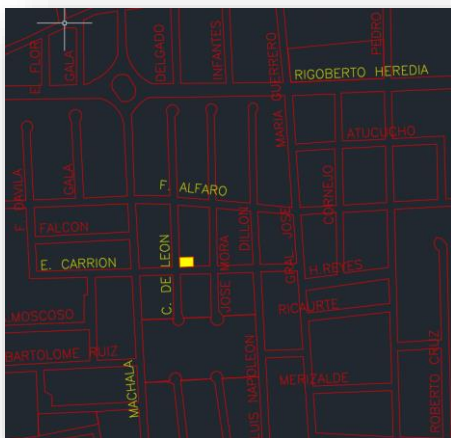 E. FLOR
GALA
DELGADO
INFANTES
MARIA GUERRERO
PEDRO
RIGOBERTO HEREDIA
ATUCUCHO
F. DAVILA
GALA
F. ALFARO
CORNEJO
FALCON
E. CARRION
C. DE LEON
JOSE MORA
DILLON
GRAL JOSE
H.REYES
RICAURTE
MOSCOSO
BARTOLOME RUIZ
MACHALA
LUIS NAPOLEON
MERIZALDE
ROBERTO CRUZ